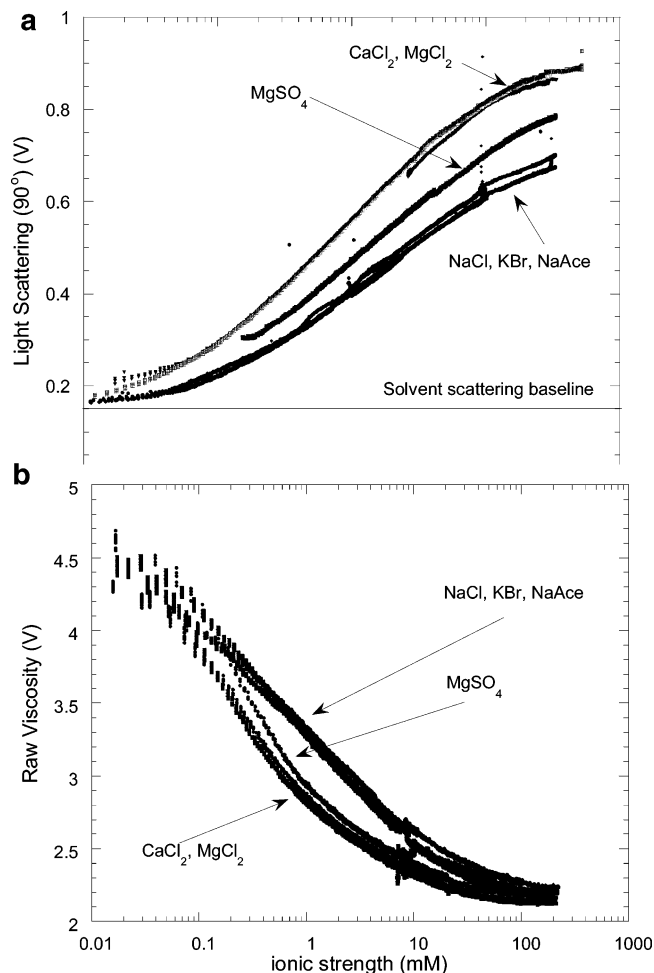 a
1
CaCl2, MgCl2
MgSO4
0.8
0.6
NaCl, KBr, NaAce
0.4
0.2
Solvent scattering baseline
Light Scattering (90°) (V)
b
5
4.5
NaCl, KBr, NaAce
4
MgSO4
3.5
3
CaCl2, MgCl2
2.5
2
Raw Viscosity (V)
0.01 0.1 1 10 100 1000
ionic strength (mM)